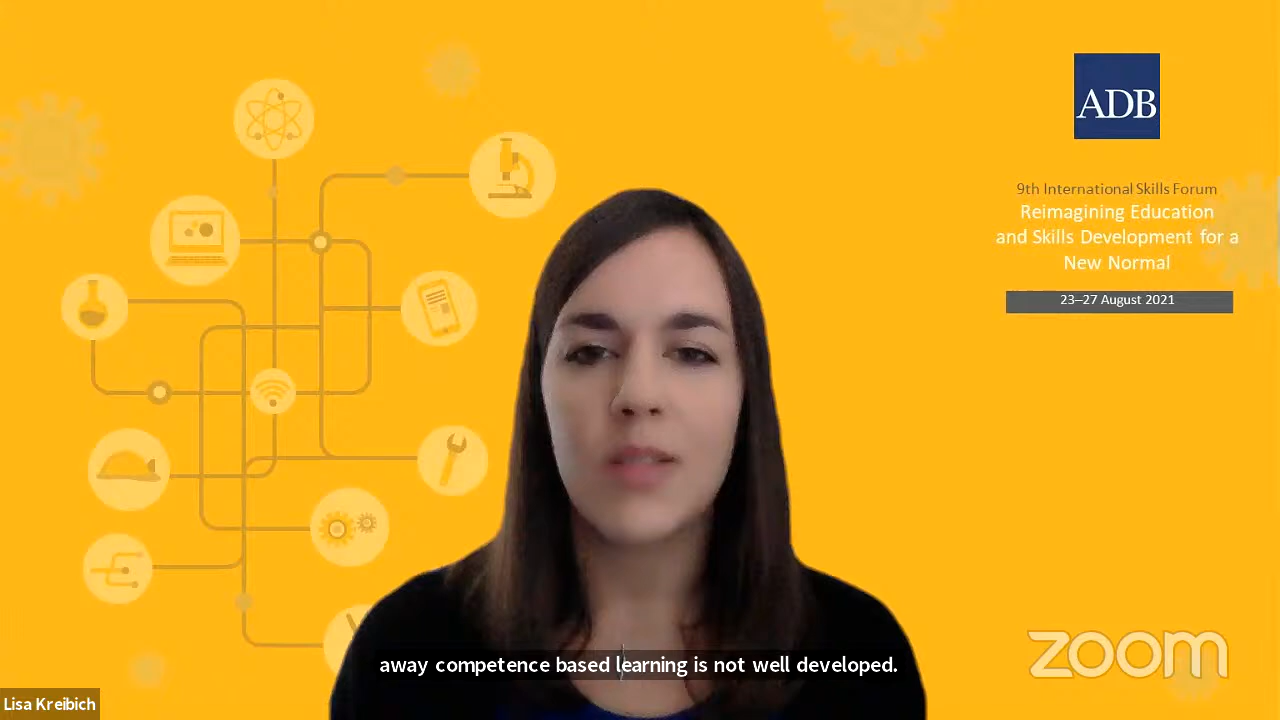 ADB
9th International Skills Forum
Reimagining Education
and Skills Development for a
New Normal
23–27 August 2021
away competence based learning is not well developed.
zoom
Lisa Kreibich